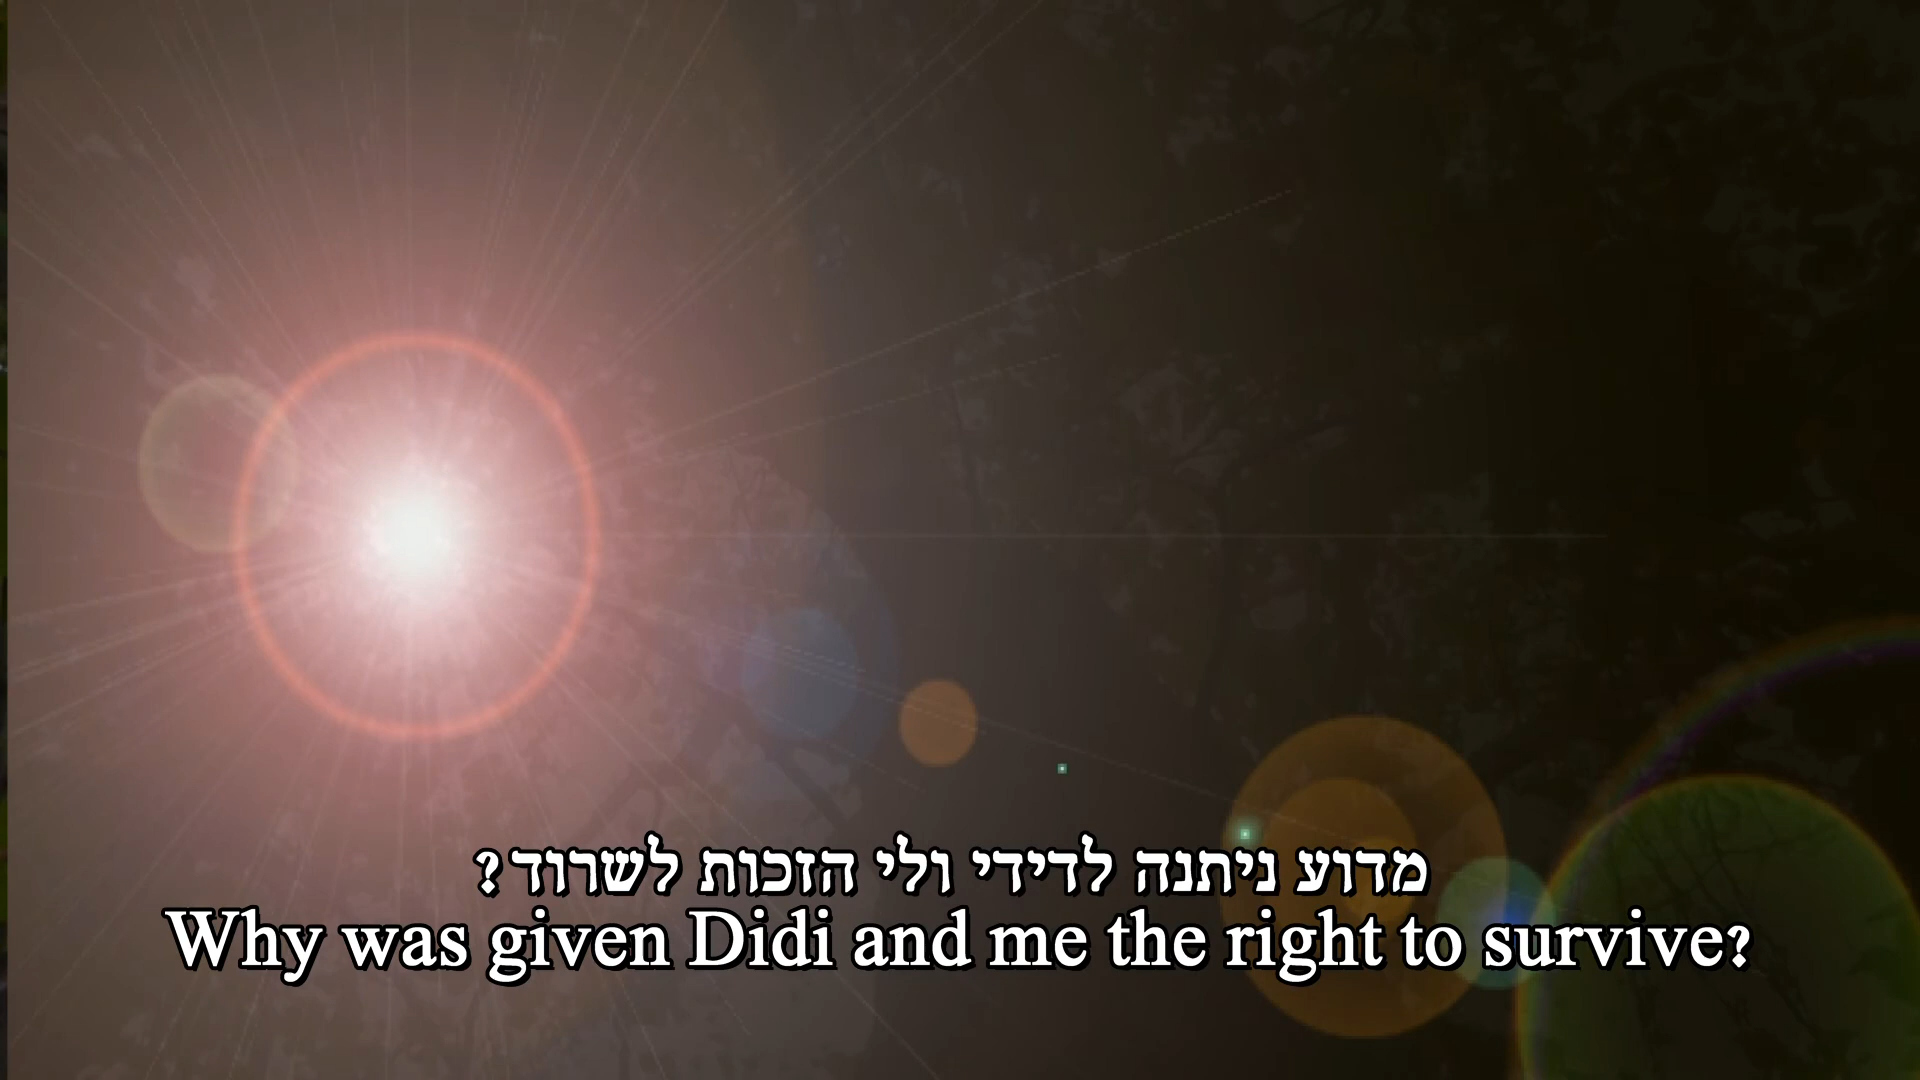 מדוע ניתנה לדידי ולי הזכות לשרוד?
Why was given Didi and me the right to survive?